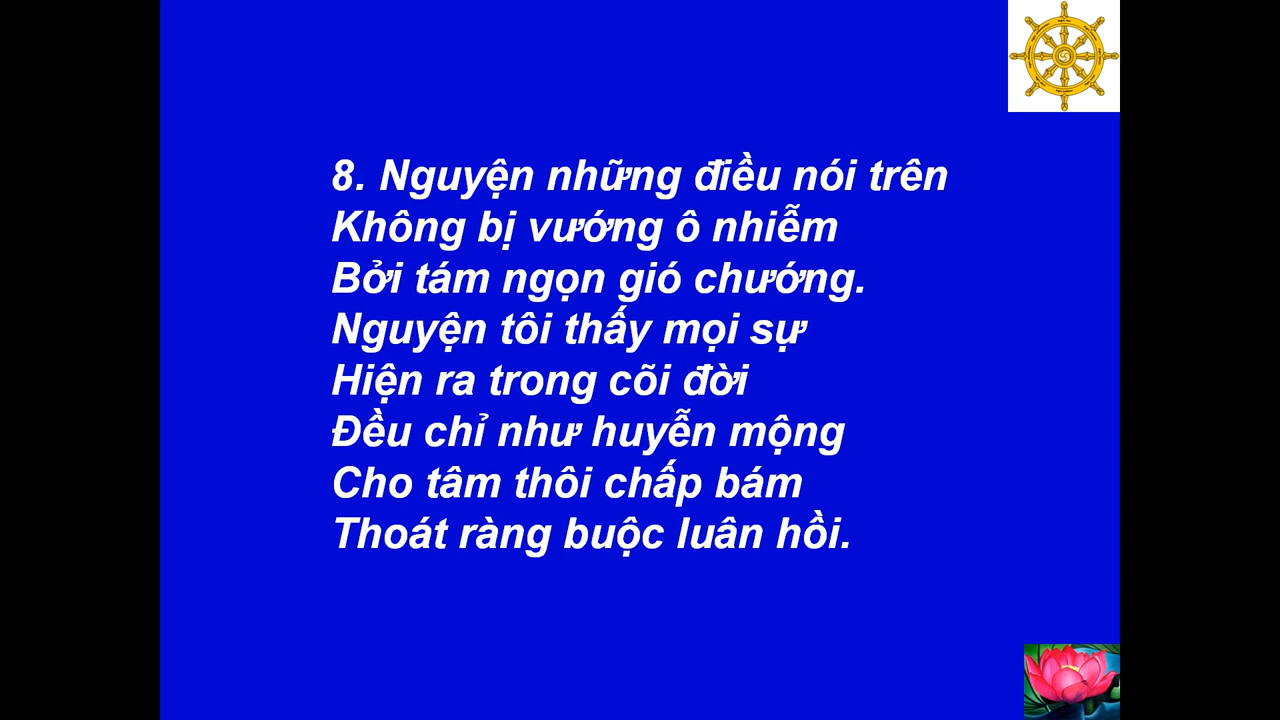 8. Nguyện những điều nói trên
Không bị vướng ô nhiễm
Bởi tám ngọn gió chướng.
Nguyện tôi thấy mọi sự
Hiện ra trong cõi đời
Đều chỉ như huyễn mộng
Cho tâm thôi chấp bám
Thoát ràng buộc luân hồi.